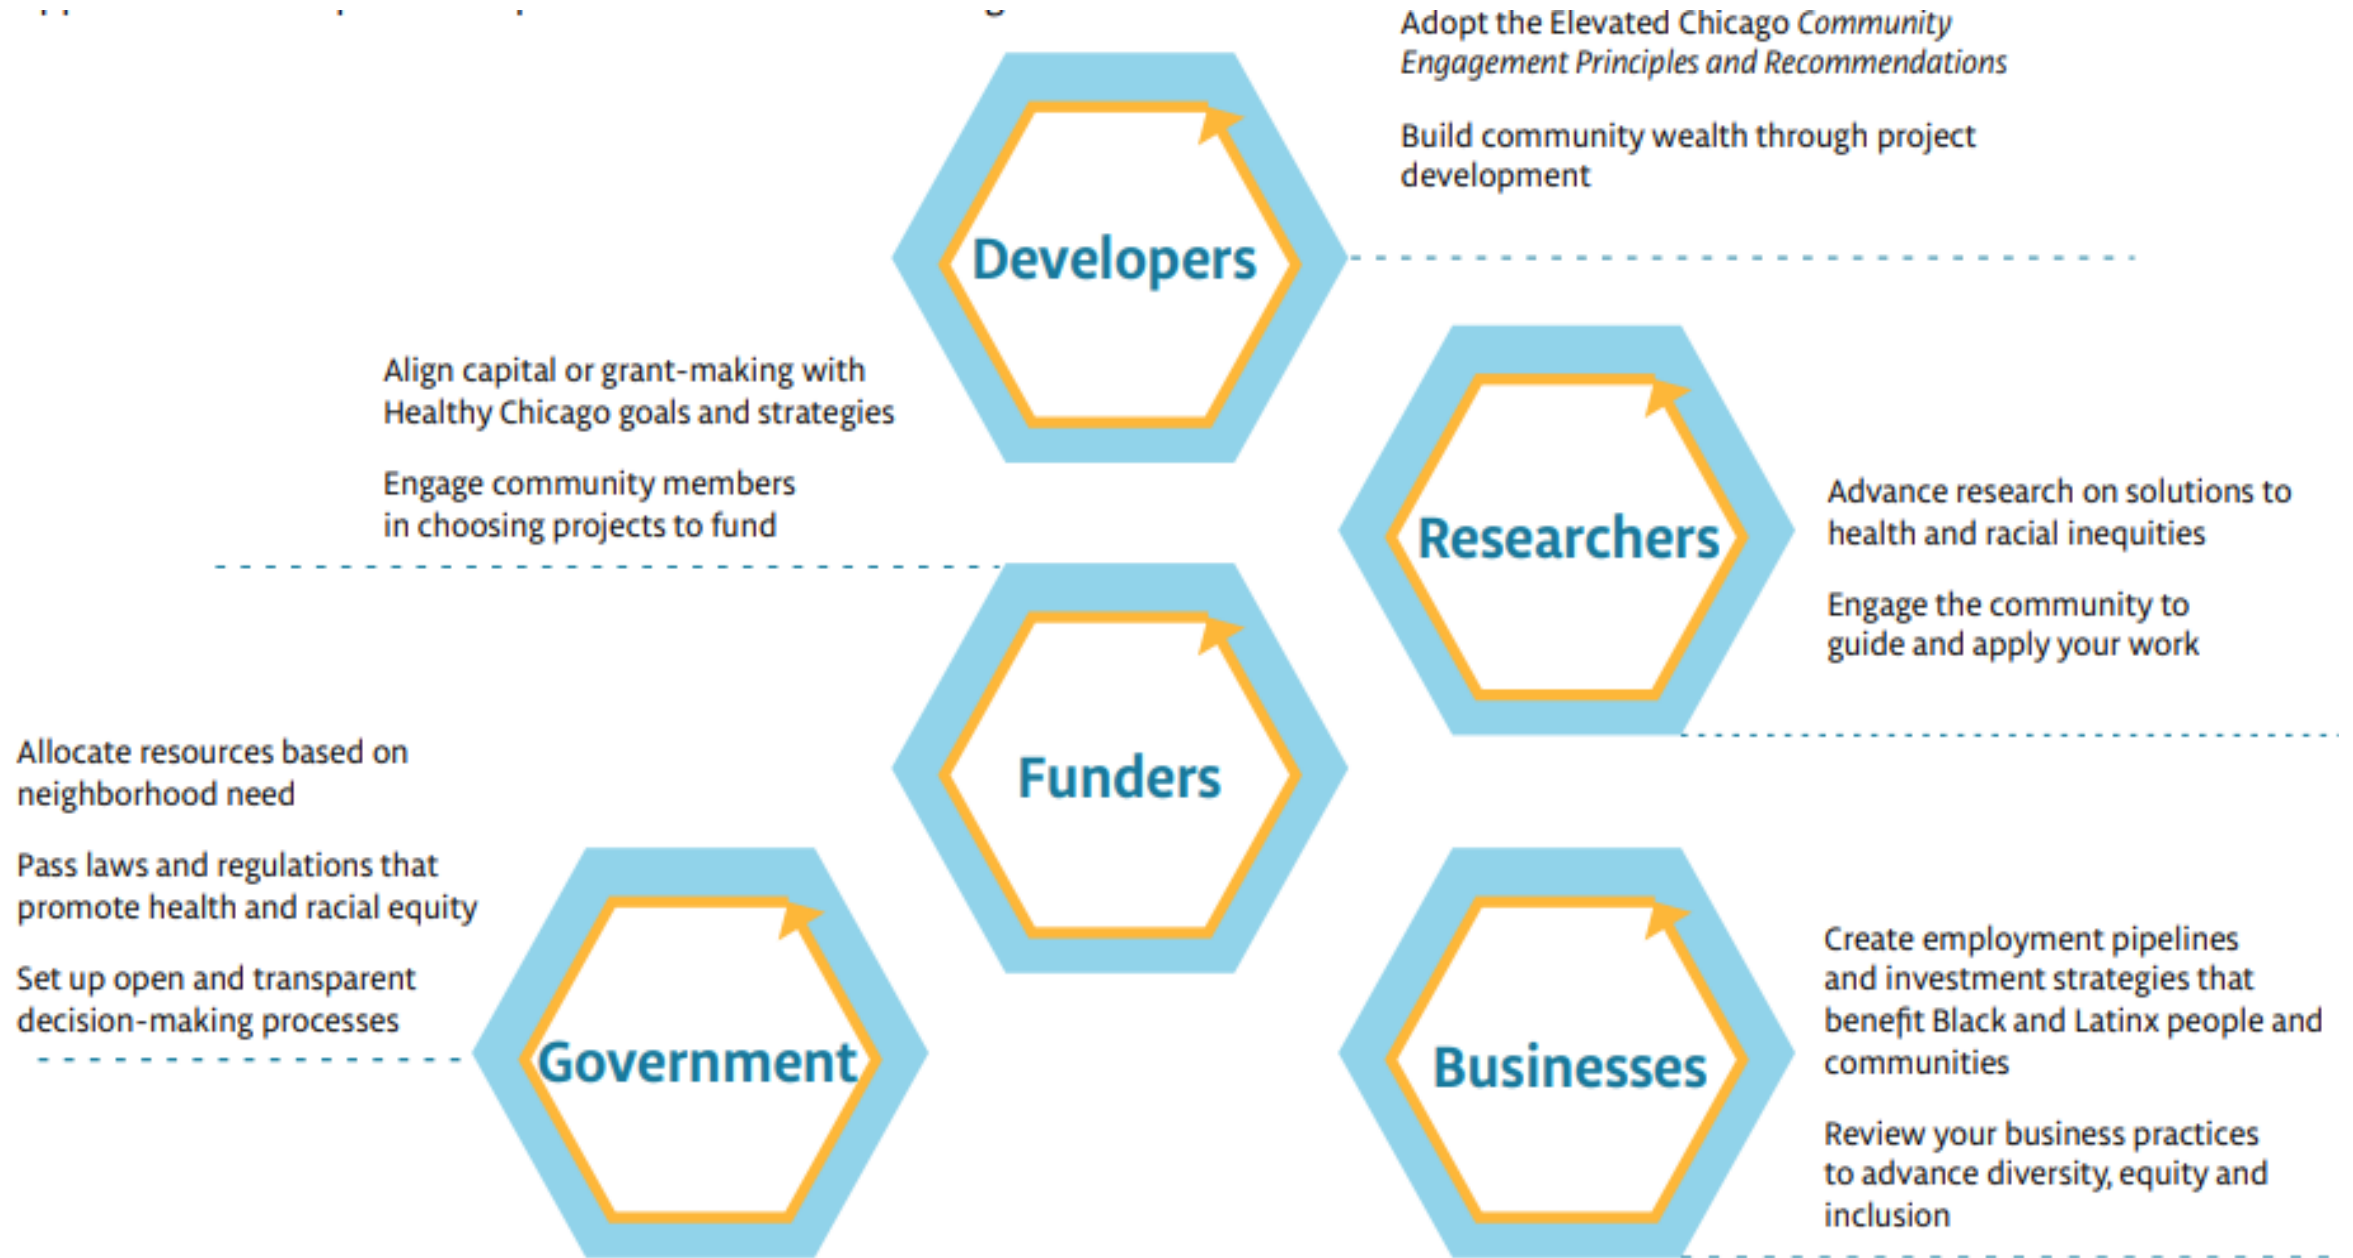 Adopt the Elevated Chicago Community
Engagement Principles and Recommendations
Build community wealth through project
development
Developers
Align capital or grant-making with
Healthy Chicago goals and strategies
Engage community members
in choosing projects to fund
Researchers
Advance research on solutions to
health and racial inequities
Engage the community to
guide and apply your work
Funders
Allocate resources based on
neighborhood need
Pass laws and regulations that
promote health and racial equity
Set up open and transparent
decision-making processes
Government
Businesses
Create employment pipelines
and investment strategies that
benefit Black and Latinx people and
communities
Review your business practices
to advance diversity, equity and
inclusion